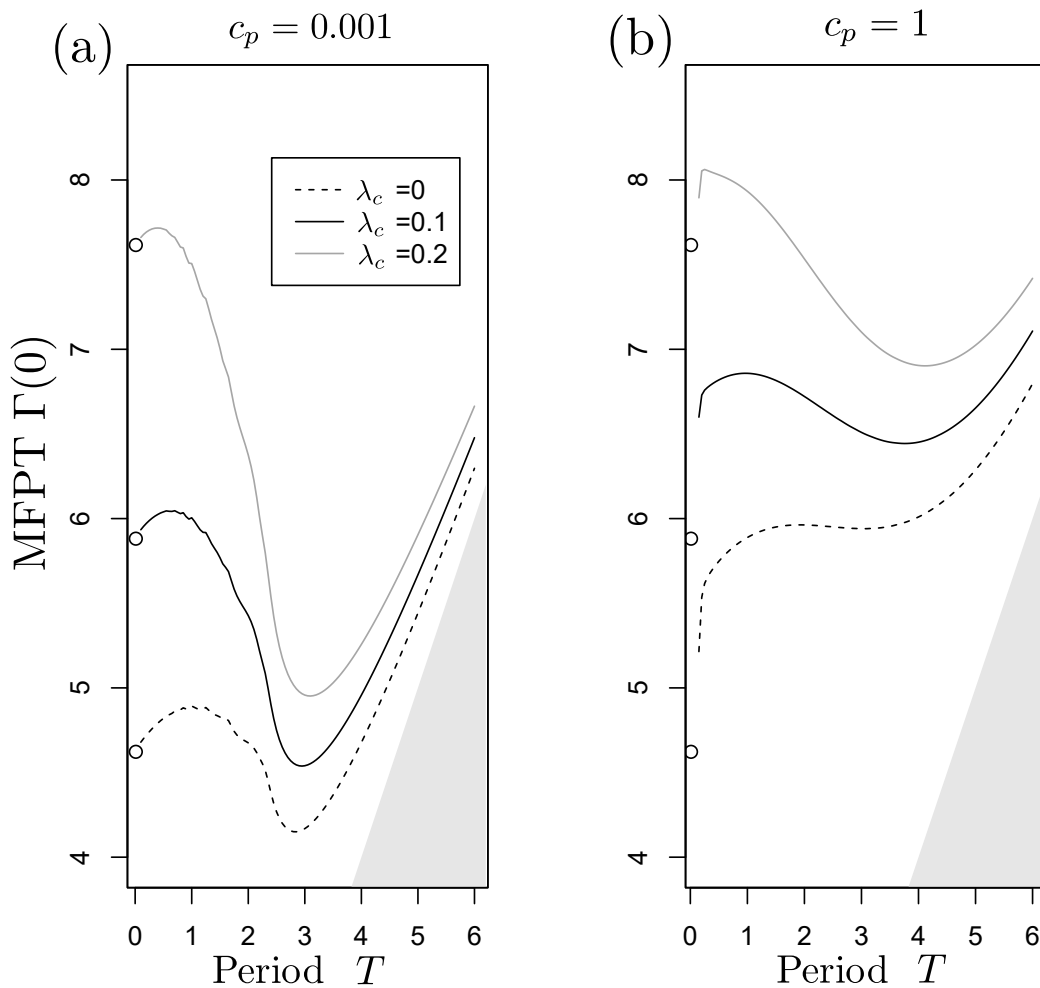 (a)
c_p = 0.001
(b)
c_p = 1
MFPT Γ(0)
8
7
6
5
4
λ_c =0
λ_c =0.1
λ_c =0.2
0 1 2 3 4 5 6
Period T
8
7
6
5
4
0 1 2 3 4 5 6
Period T